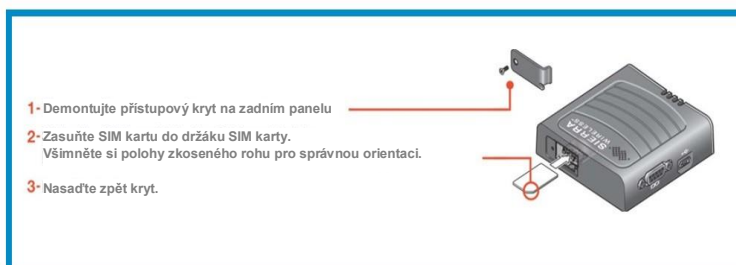 1- Demontujte přístupový kryt na zadním panelu
2- Zasuňte SIM kartu do držáku SIM karty.
Všimněte si polohy zkoseného rohu pro správnou orientaci.
3- Nasaďte zpět kryt.
SIERRA
WIRELESS